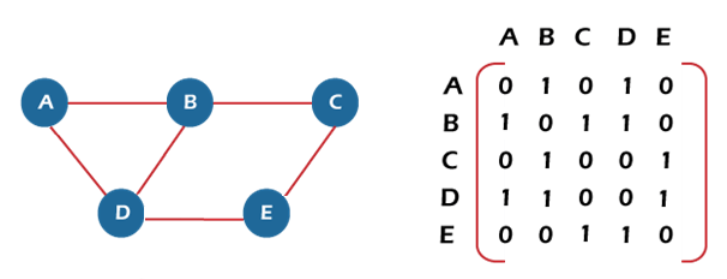 A B C
D E
A B C D E
A 0 1 0 1 0
B 1 0 1 1 0
C 0 1 0 0 1
D 1 1 0 0 1
E 0 0 1 1 0